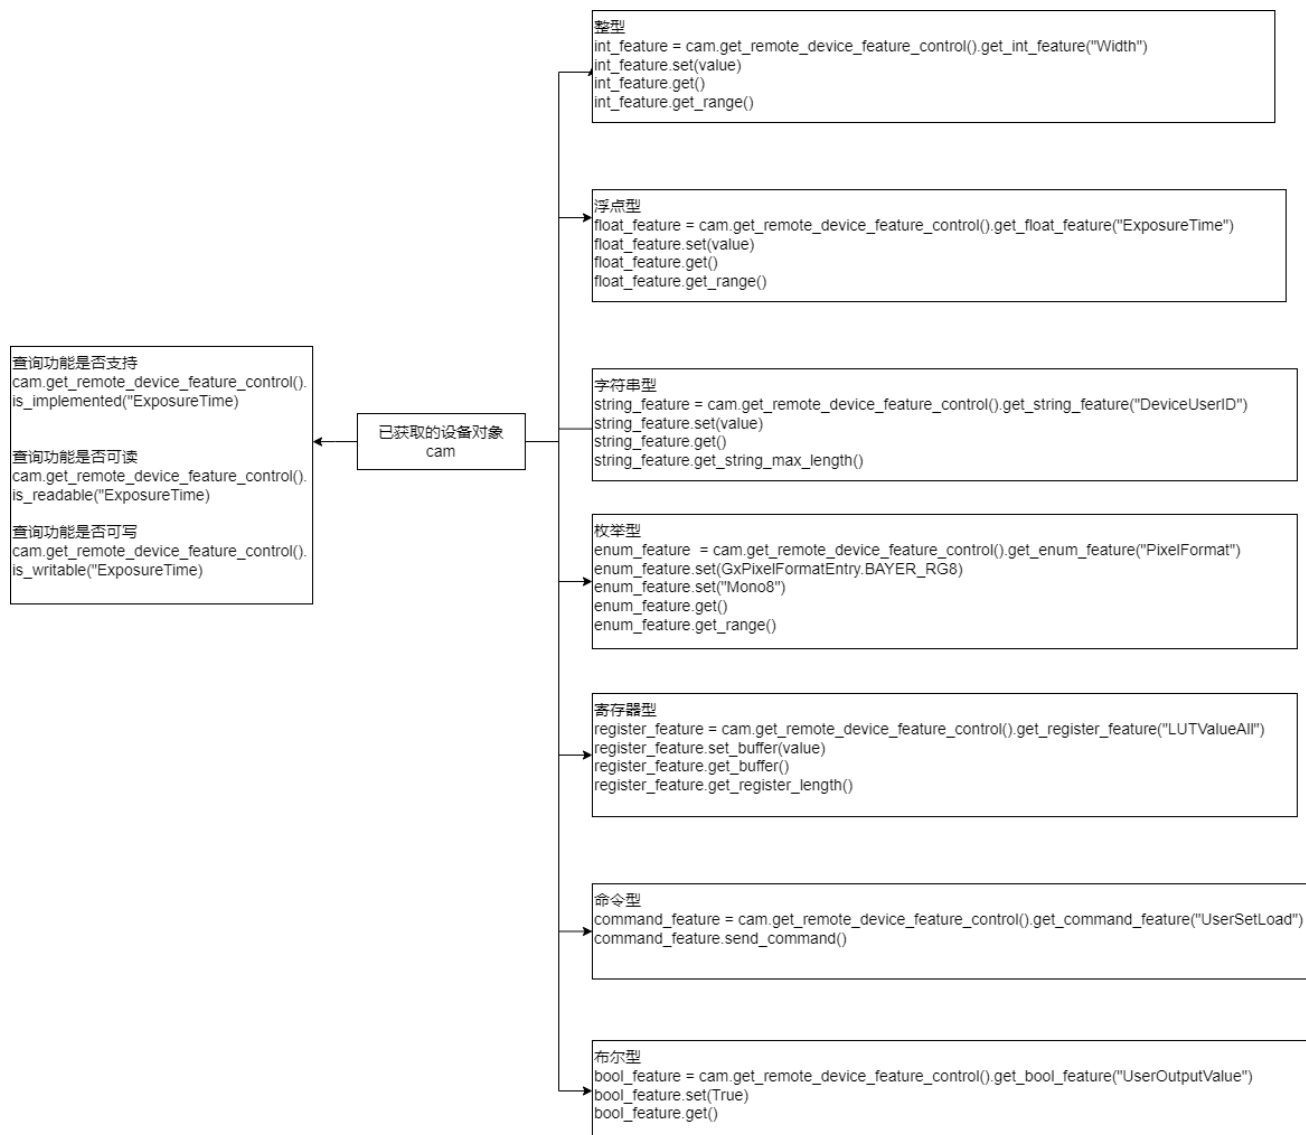 整型
int_feature = cam.get_remote_device_feature_control().get_int_feature("Width")
int_feature.set(value)
int_feature.get()
int_feature.get_range()
浮点型
float_feature = cam.get_remote_device_feature_control().get_float_feature("ExposureTime")
float_feature.set(value)
float_feature.get()
float_feature.get_range()
查询功能是否支持
cam.get_remote_device_feature_control().
is_implemented("ExposureTime)
查询功能是否可读
cam.get_remote_device_feature_control().
is_readable("ExposureTime)
查询功能是否可写
cam.get_remote_device_feature_control().
is_writable("ExposureTime)
已获取的设备对象
cam
字符串型
string_feature = cam.get_remote_device_feature_control().get_string_feature("DeviceUserID")
string_feature.set(value)
string_feature.get()
string_feature.get_string_max_length()
枚举型
enum_feature  = cam.get_remote_device_feature_control().get_enum_feature("PixelFormat")
enum_feature.set(GxPixelFormatEntry.BAYER_RG8)
enum_feature.set("Mono8")
enum_feature.get()
enum_feature.get_range()
寄存器型
register_feature = cam.get_remote_device_feature_control().get_register_feature("LUTValueAll")
register_feature.set_buffer(value)
register_feature.get_buffer()
register_feature.get_register_length()
命令型
command_feature = cam.get_remote_device_feature_control().get_command_feature("UserSetLoad")
command_feature.send_command()
布尔型
bool_feature = cam.get_remote_device_feature_control().get_bool_feature("UserOutputValue")
bool_feature.set(True)
bool_feature.get()